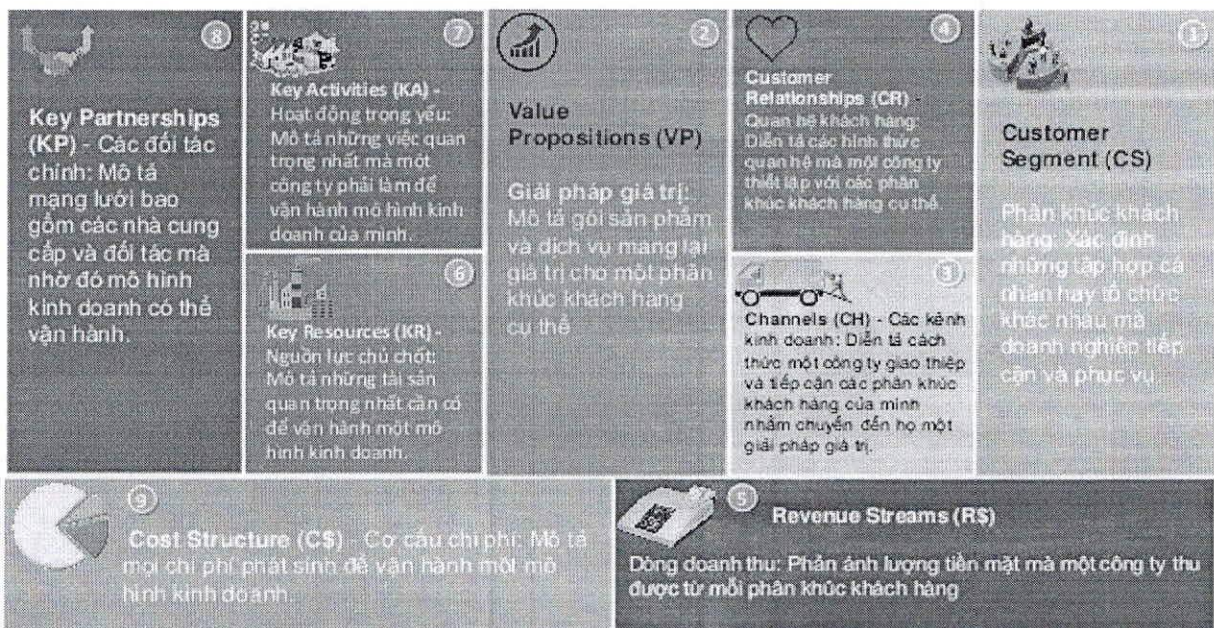 8
Key Partnerships
(KP) - Các đối tác
chính: Mô tả
mạng lưới bao
gồm các nhà cung
cấp và đối tác mà
nhờ đó mô hình
kinh doanh có thể
vận hành.
7
Key Activities (KA) -
Hoạt động trọng yếu:
Mô tả những việc quan
trọng nhất mà một
công ty phải làm để
vận hành mô hình kinh
doanh của mình.
6
Key Resources (KR) -
Nguồn lực chủ chốt:
Mô tả những tài sản
quan trọng nhất cần có
để vận hành một mô
hình kinh doanh.
2
Value
Propositions (VP)
Giải pháp giá trị:
Mô tả gói sản phẩm
và dịch vụ mang lại
giá trị cho một phân
khúc khách hàng
cụ thể
4
Customer
Relationships (CR) -
Quan hệ khách hàng:
Diễn tả các hình thức
quan hệ mà một công ty
thiết lập với các phân
khúc khách hàng cụ thể.
3
Channels (CH) - Các kênh
kinh doanh: Diễn tả cách
thức một công ty giao thiệp
và tiếp cận các phân khúc
khách hàng của mình
nhằm chuyển đến họ một
giải pháp giá trị.
1
Customer
Segment (CS)
Phân khúc khách
hàng: Xác định
những tập hợp cá
nhân hay tổ chức
khác nhau mà
doanh nghiệp tiếp
cận và phục vụ
9
Cost Structure (C$) - Cơ cấu chi phí: Mô tả
mọi chi phí phát sinh để vận hành một mô
hình kinh doanh.
5
Revenue Streams (R$)
Dòng doanh thu: Phản ánh lượng tiền mặt mà một công ty thu
được từ mỗi phân khúc khách hàng